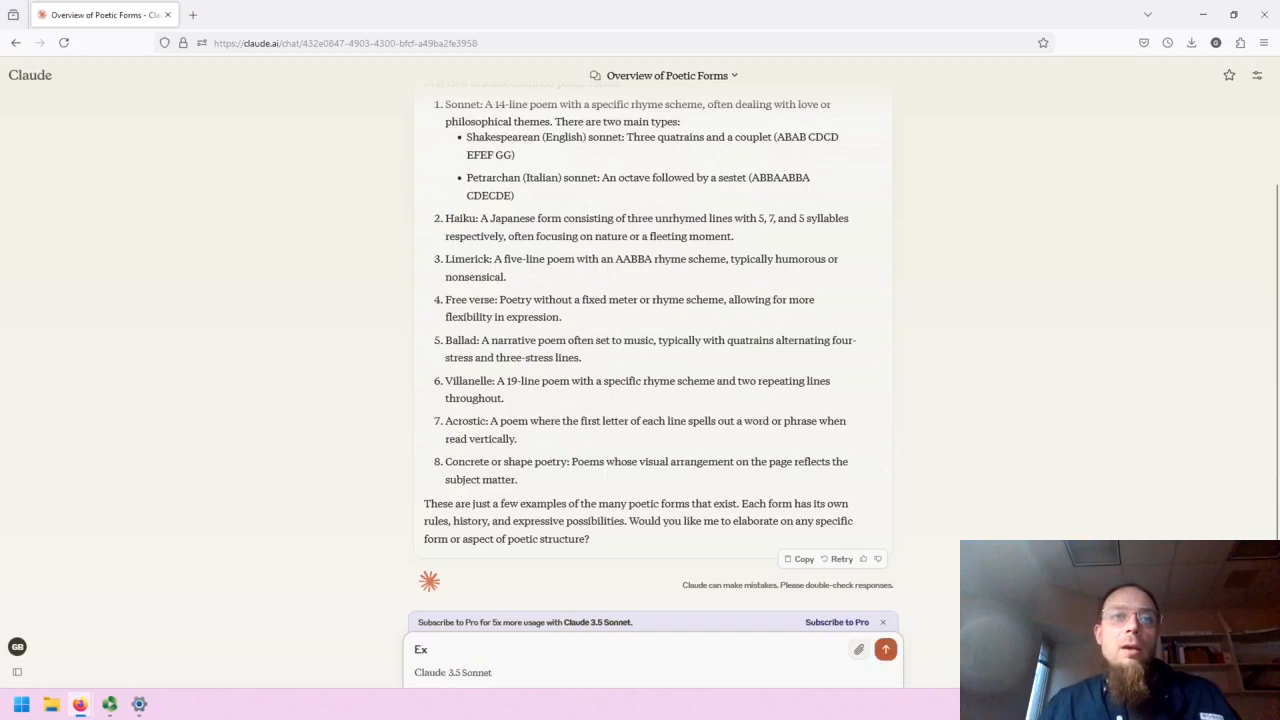 Overview of Poetic Forms - Cla
https://claude.ai/chat/432e0847-4903-4300-bfcf-a49ba2fe3958
Claude
Overview of Poetic Forms
1. Sonnet: A 14-line poem with a specific rhyme scheme, often dealing with love or
philosophical themes. There are two main types:
• Shakespearean (English) sonnet: Three quatrains and a couplet (ABAB CDCD
EFEF GG)
• Petrarchan (Italian) sonnet: An octave followed by a sestet (ABBAABBA
CDECDE)
2. Haiku: A Japanese form consisting of three unrhymed lines with 5, 7, and 5 syllables
respectively, often focusing on nature or a fleeting moment.
3. Limerick: A five-line poem with an AABBA rhyme scheme, typically humorous or
nonsensical.
4. Free verse: Poetry without a fixed meter or rhyme scheme, allowing for more
flexibility in expression.
5. Ballad: A narrative poem often set to music, typically with quatrains alternating four-
stress and three-stress lines.
6. Villanelle: A 19-line poem with a specific rhyme scheme and two repeating lines
throughout.
7. Acrostic: A poem where the first letter of each line spells out a word or phrase when
read vertically.
8. Concrete or shape poetry: Poems whose visual arrangement on the page reflects the
subject matter.
These are just a few examples of the many poetic forms that exist. Each form has its own
rules, history, and expressive possibilities. Would you like me to elaborate on any specific
form or aspect of poetic structure?
Copy Retry
Claude can make mistakes. Please double-check responses.
Subscribe to Pro for 5x more usage with Claude 3.5 Sonnet. Subscribe to Pro
GB
Ex
Claude 3.5 Sonnet